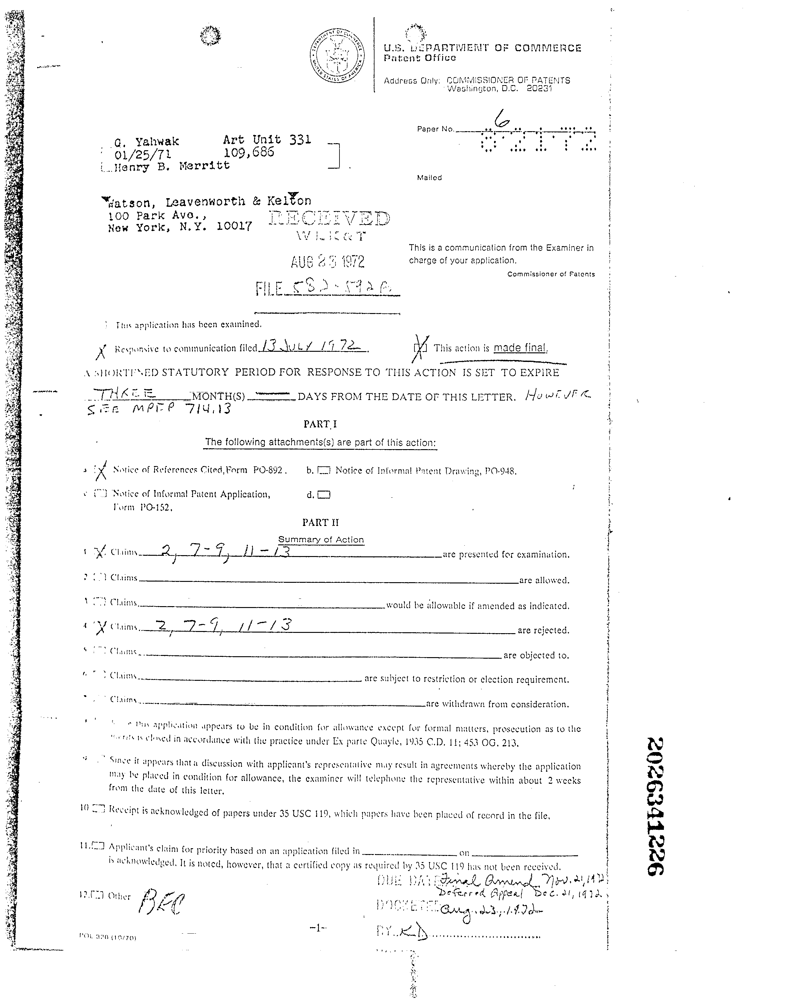 U.S. DEPARTMENT OF COMMERCE
Patent Office
Address Only: COMMISSIONER OF PATENTS
Washington, D.C. 20231
Paper No. 6
G. Yahwak Art Unit 331
01/25/71 109,686
Henry B. Merritt
Mailed
Watson, Leavenworth & Kelton
100 Park Ave.,
New York, N.Y. 10017
RECEIVED
W L K & T
AUG 23 1972
FILE
This is a communication from the Examiner in
charge of your application.
Commissioner of Patents
This application has been examined.
X Responsive to communication filed 13 July 1972 X This action is made final.
A SHORTENED STATUTORY PERIOD FOR RESPONSE TO THIS ACTION IS SET TO EXPIRE
THREE MONTH(S) DAYS FROM THE DATE OF THIS LETTER. HOWEVER
SEE MPEP 714.13
PART I
The following attachments(s) are part of this action:
a X Notice of References Cited, Form PO-892. b. Notice of Informal Patent Drawing, PO-948.
c Notice of Informal Patent Application, d.
Form PO-152.
PART II
Summary of Action
1 X Claims 2, 7-9, 11-13 are presented for examination.
2 Claims are allowed.
3 Claims would be allowable if amended as indicated.
4 X Claims 2, 7-9, 11-13 are rejected.
5 Claims are objected to.
6 Claims are subject to restriction or election requirement.
7 Claims are withdrawn from consideration.
this application appears to be in condition for allowance except for formal matters, prosecution as to the
merits is closed in accordance with the practice under Ex parte Quayle, 1935 C.D. 11; 453 OG. 213.
Since it appears that a discussion with applicant's representative may result in agreements whereby the application
may be placed in condition for allowance, the examiner will telephone the representative within about 2 weeks
from the date of this letter.
10 Receipt is acknowledged of papers under 35 USC 119, which papers have been placed of record in the file.
11. Applicant's claim for priority based on an application filed in on
is acknowledged. It is noted, however, that a certified copy as required by 35 USC 119 has not been received.
DUE DATE Final Amend. Nov. 21, 1972
Deferred Appeal Dec. 21, 1972.
12. Other
DOCKETED Aug. 23, 1972
BY KD
-1-
POL 326 (10/70)
2026341226